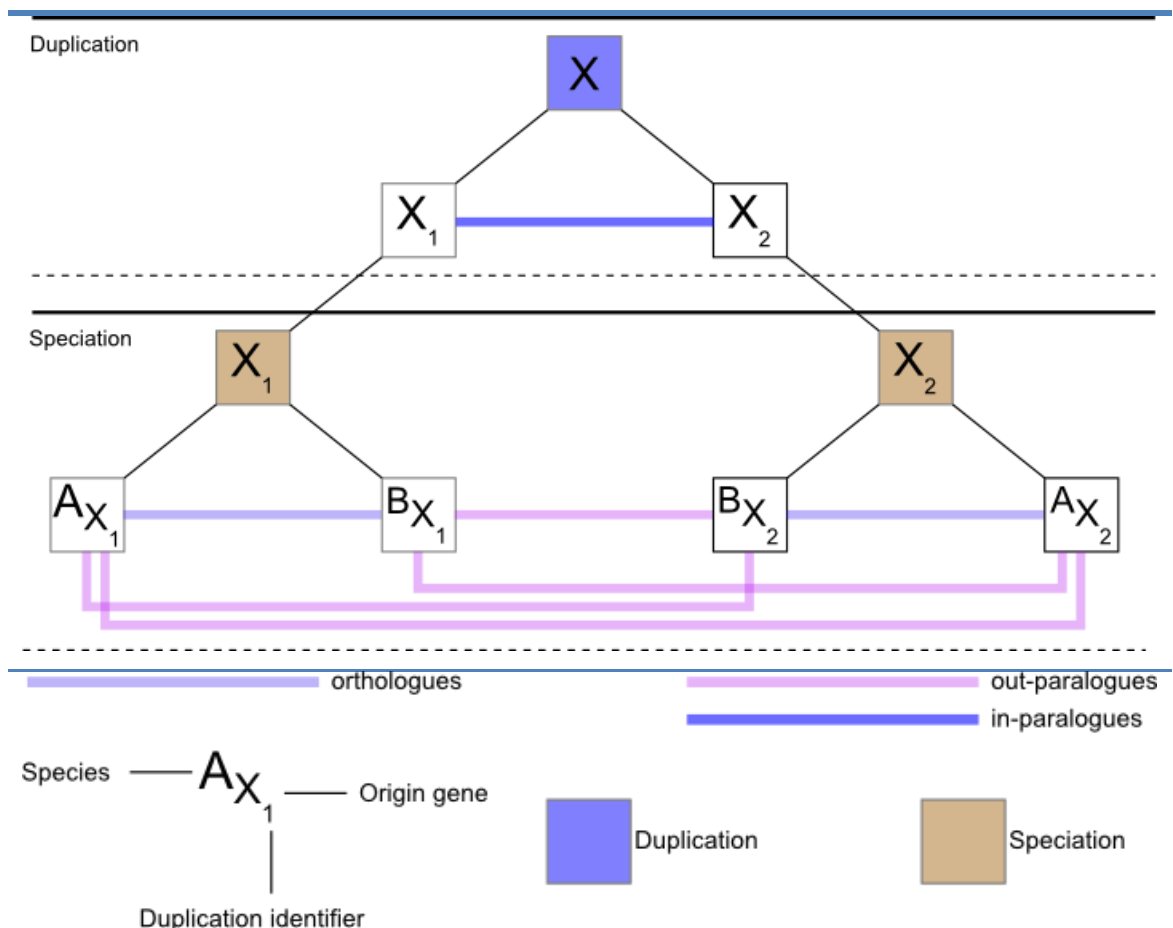 Duplication
X
X1 X2
Speciation
X1 X2
AX1 BX1 BX2 AX2
orthologues out-paralogues
in-paralogues
Species AX1 Origin gene
Duplication Speciation
Duplication identifier